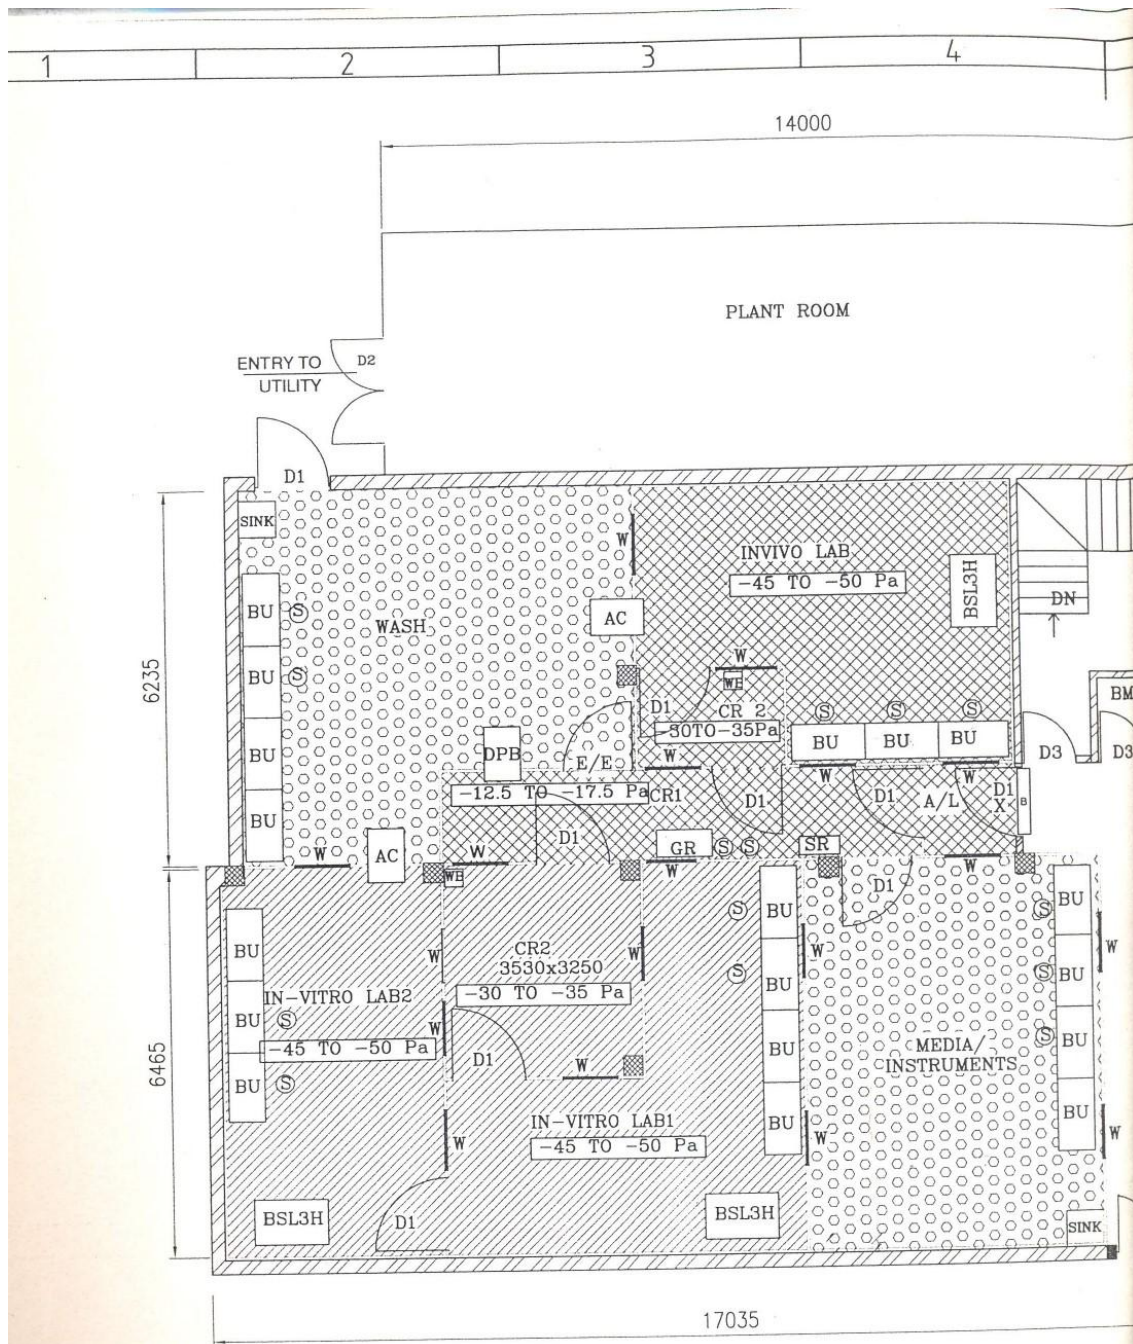 1
2
3
4
14000
PLANT ROOM
ENTRY TO
UTILITY
D2
D1
SINK
W
INVIVO LAB
-45 TO -50 Pa
BSL3H
BU
S
WASH
AC
DN
6235
BU
S
W
WB
BM
D1
CR 2
30TO-35Pa
S
S
S
BU
DPB
BU
BU
BU
D3
D3
E/E
W
W
W
-12.5 TO -17.5 Pa
CR1
D1
D1
A/L
D1
X
B
BU
D1
GR
S
S
SR
W
AC
W
W
W
WB
D1
BU
S
BU
S
BU
CR2
3530x3250
W
W
W
W
S
BU
S
BU
-30 TO -35 Pa
IN-VITRO LAB2
BU
S
-45 TO -50 Pa
W
MEDIA/
INSTRUMENTS
S
BU
BU
6465
BU
S
D1
W
BU
BU
IN-VITRO LAB1
-45 TO -50 Pa
W
W
W
BSL3H
D1
BSL3H
SINK
17035